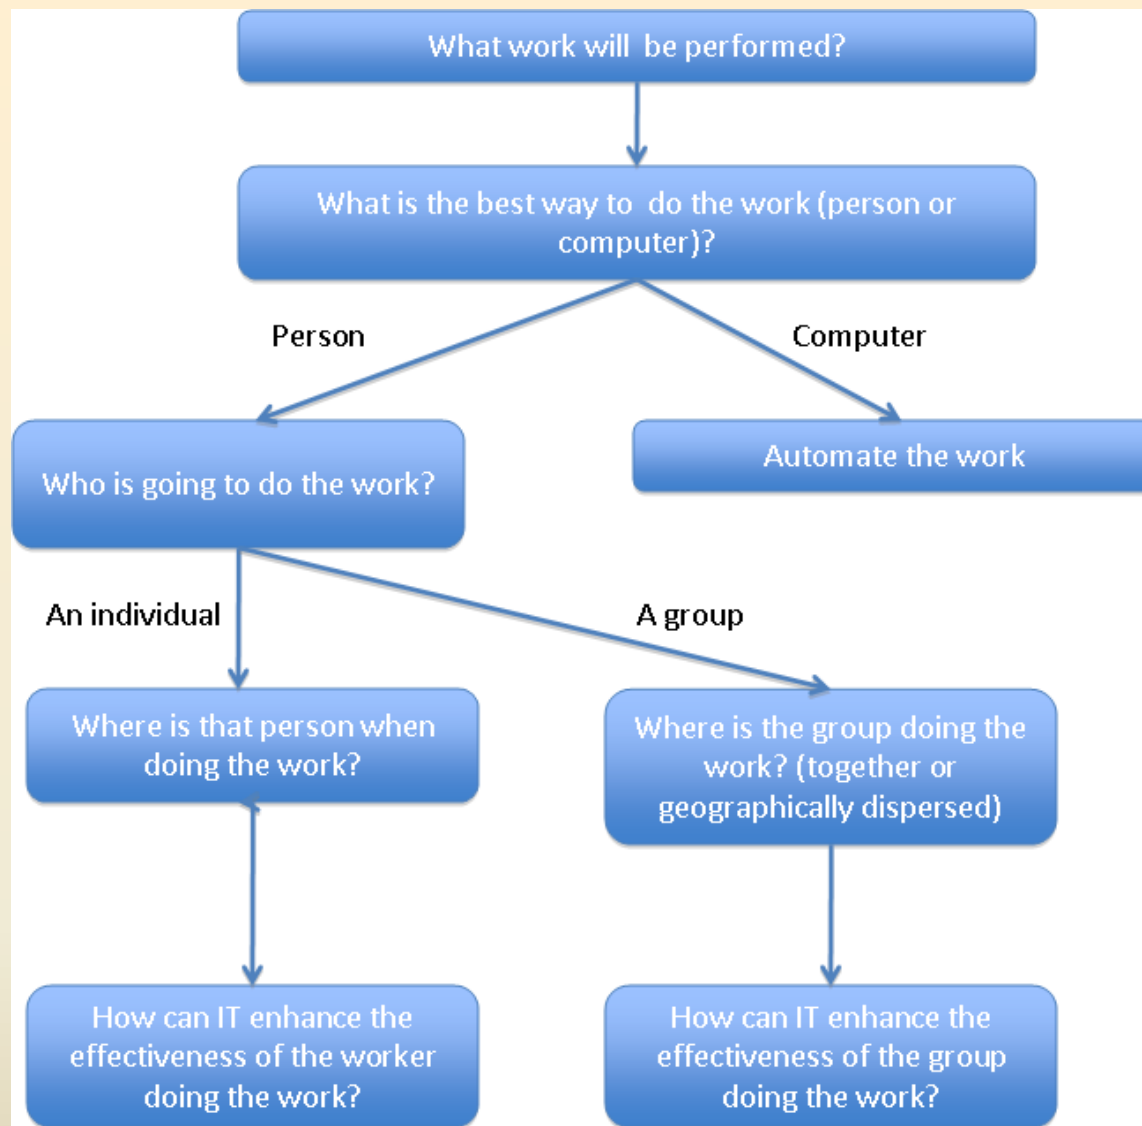 What work will be performed?
What is the best way to do the work (person or
computer)?
Person
Computer
Who is going to do the work?
Automate the work
An individual
A group
Where is that person when
doing the work?
Where is the group doing the
work? (together or
geographically dispersed)
How can IT enhance the
effectiveness of the worker
doing the work?
How can IT enhance the
effectiveness of the group
doing the work?